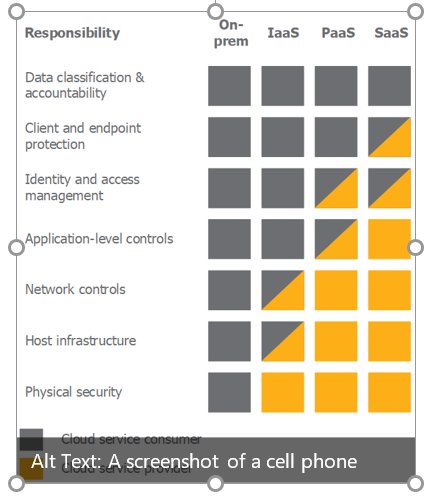 Responsibility On-prem IaaS PaaS SaaS
Data classification &
accountability
Client and endpoint
protection
Identity and access
management
Application-level controls
Network controls
Host infrastructure
Physical security
Cloud service consumer
Alt Text: A screenshot of a cell phone
Cloud service provider